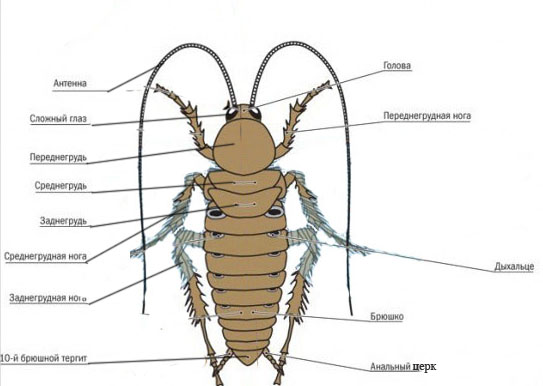 Антенна
Сложный глаз
Переднегрудь
Среднегрудь
Заднегрудь
Среднегрудная нога
Заднегрудная нога
10-й брюшной тергит
Голова
Переднегрудная нога
Дыхальце
Брюшко
Анальный церк